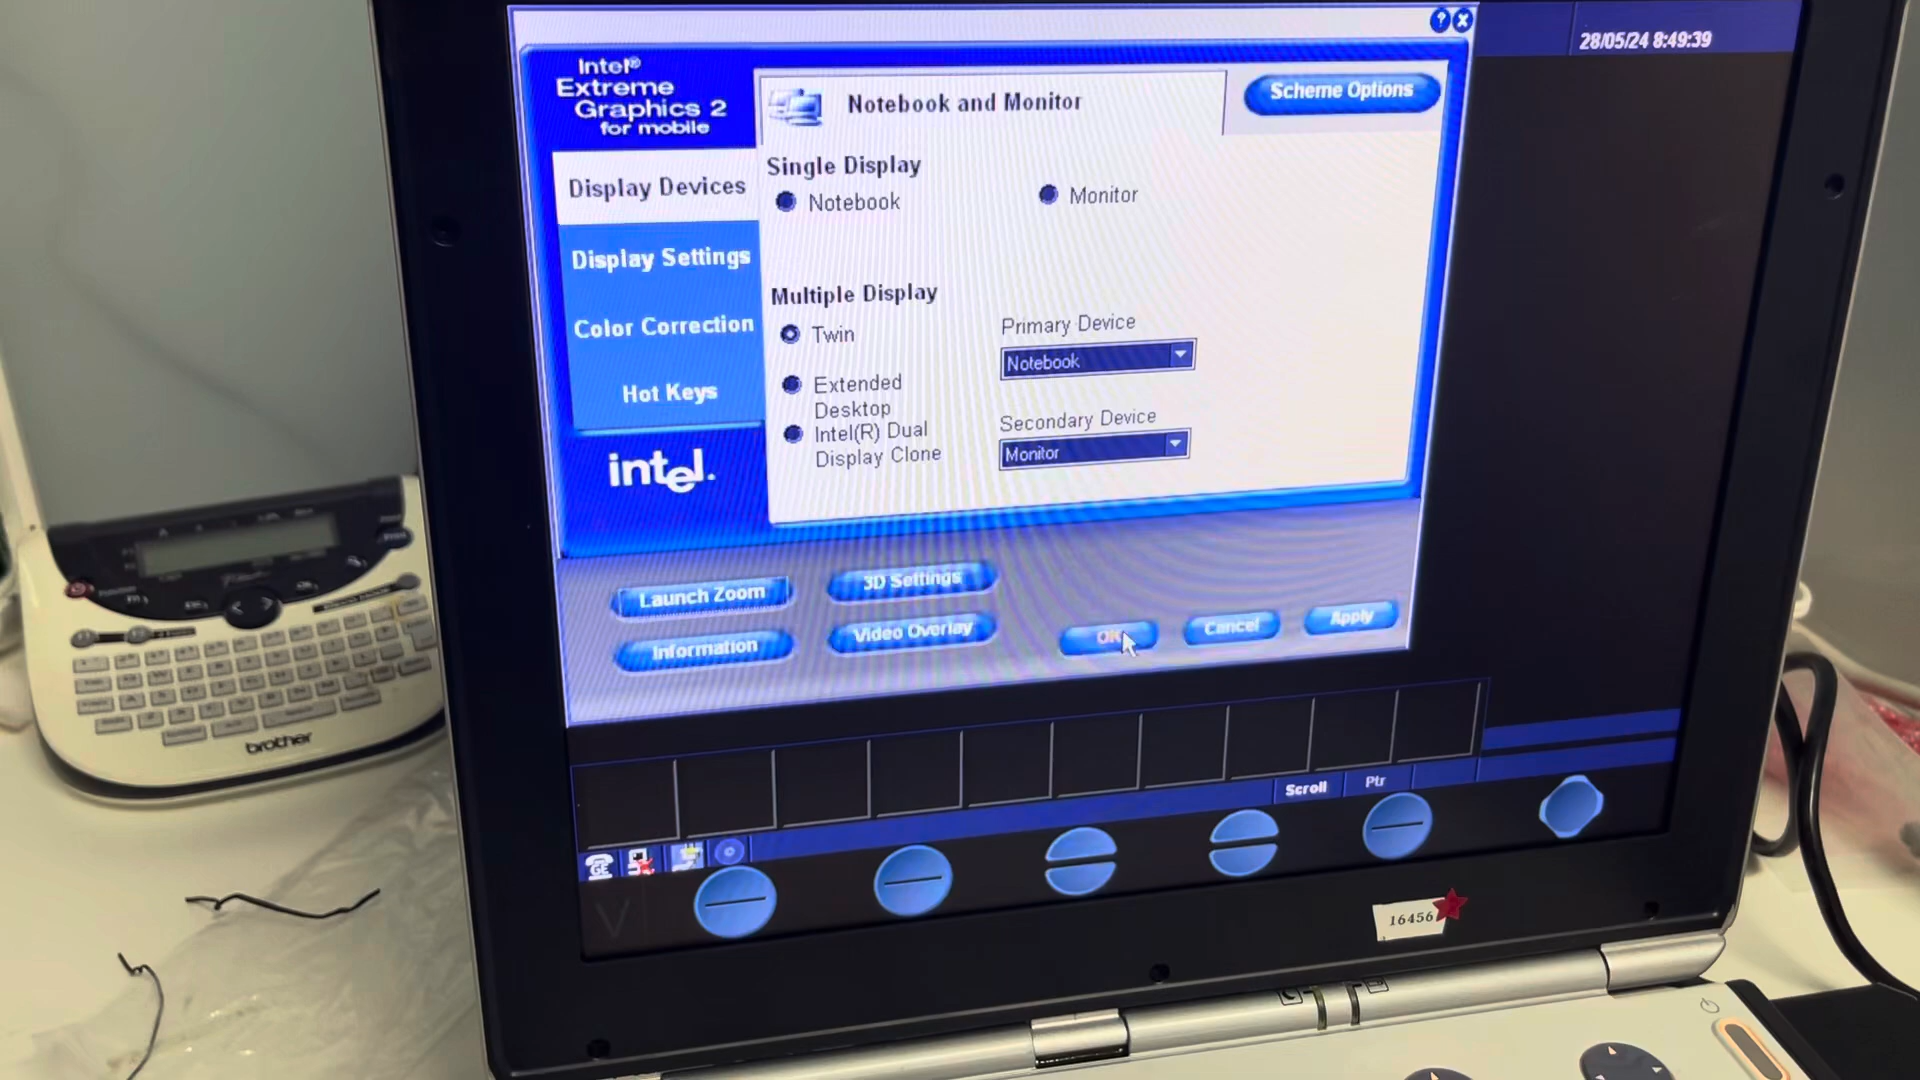 28/05/24 8:49:39
Intel®
Extreme
Graphics 2
for mobile
Notebook and Monitor
Scheme Options
Display Devices
Display Settings
Color Correction
Hot Keys
intel.
Single Display
Notebook
Monitor
Multiple Display
Twin
Extended
Desktop
Intel(R) Dual
Display Clone
Primary Device
Notebook
Secondary Device
Monitor
Launch Zoom
3D Settings
Information
Video Overlay
OK
Cancel
Apply
Scroll
Ptr
GE
16456
brother